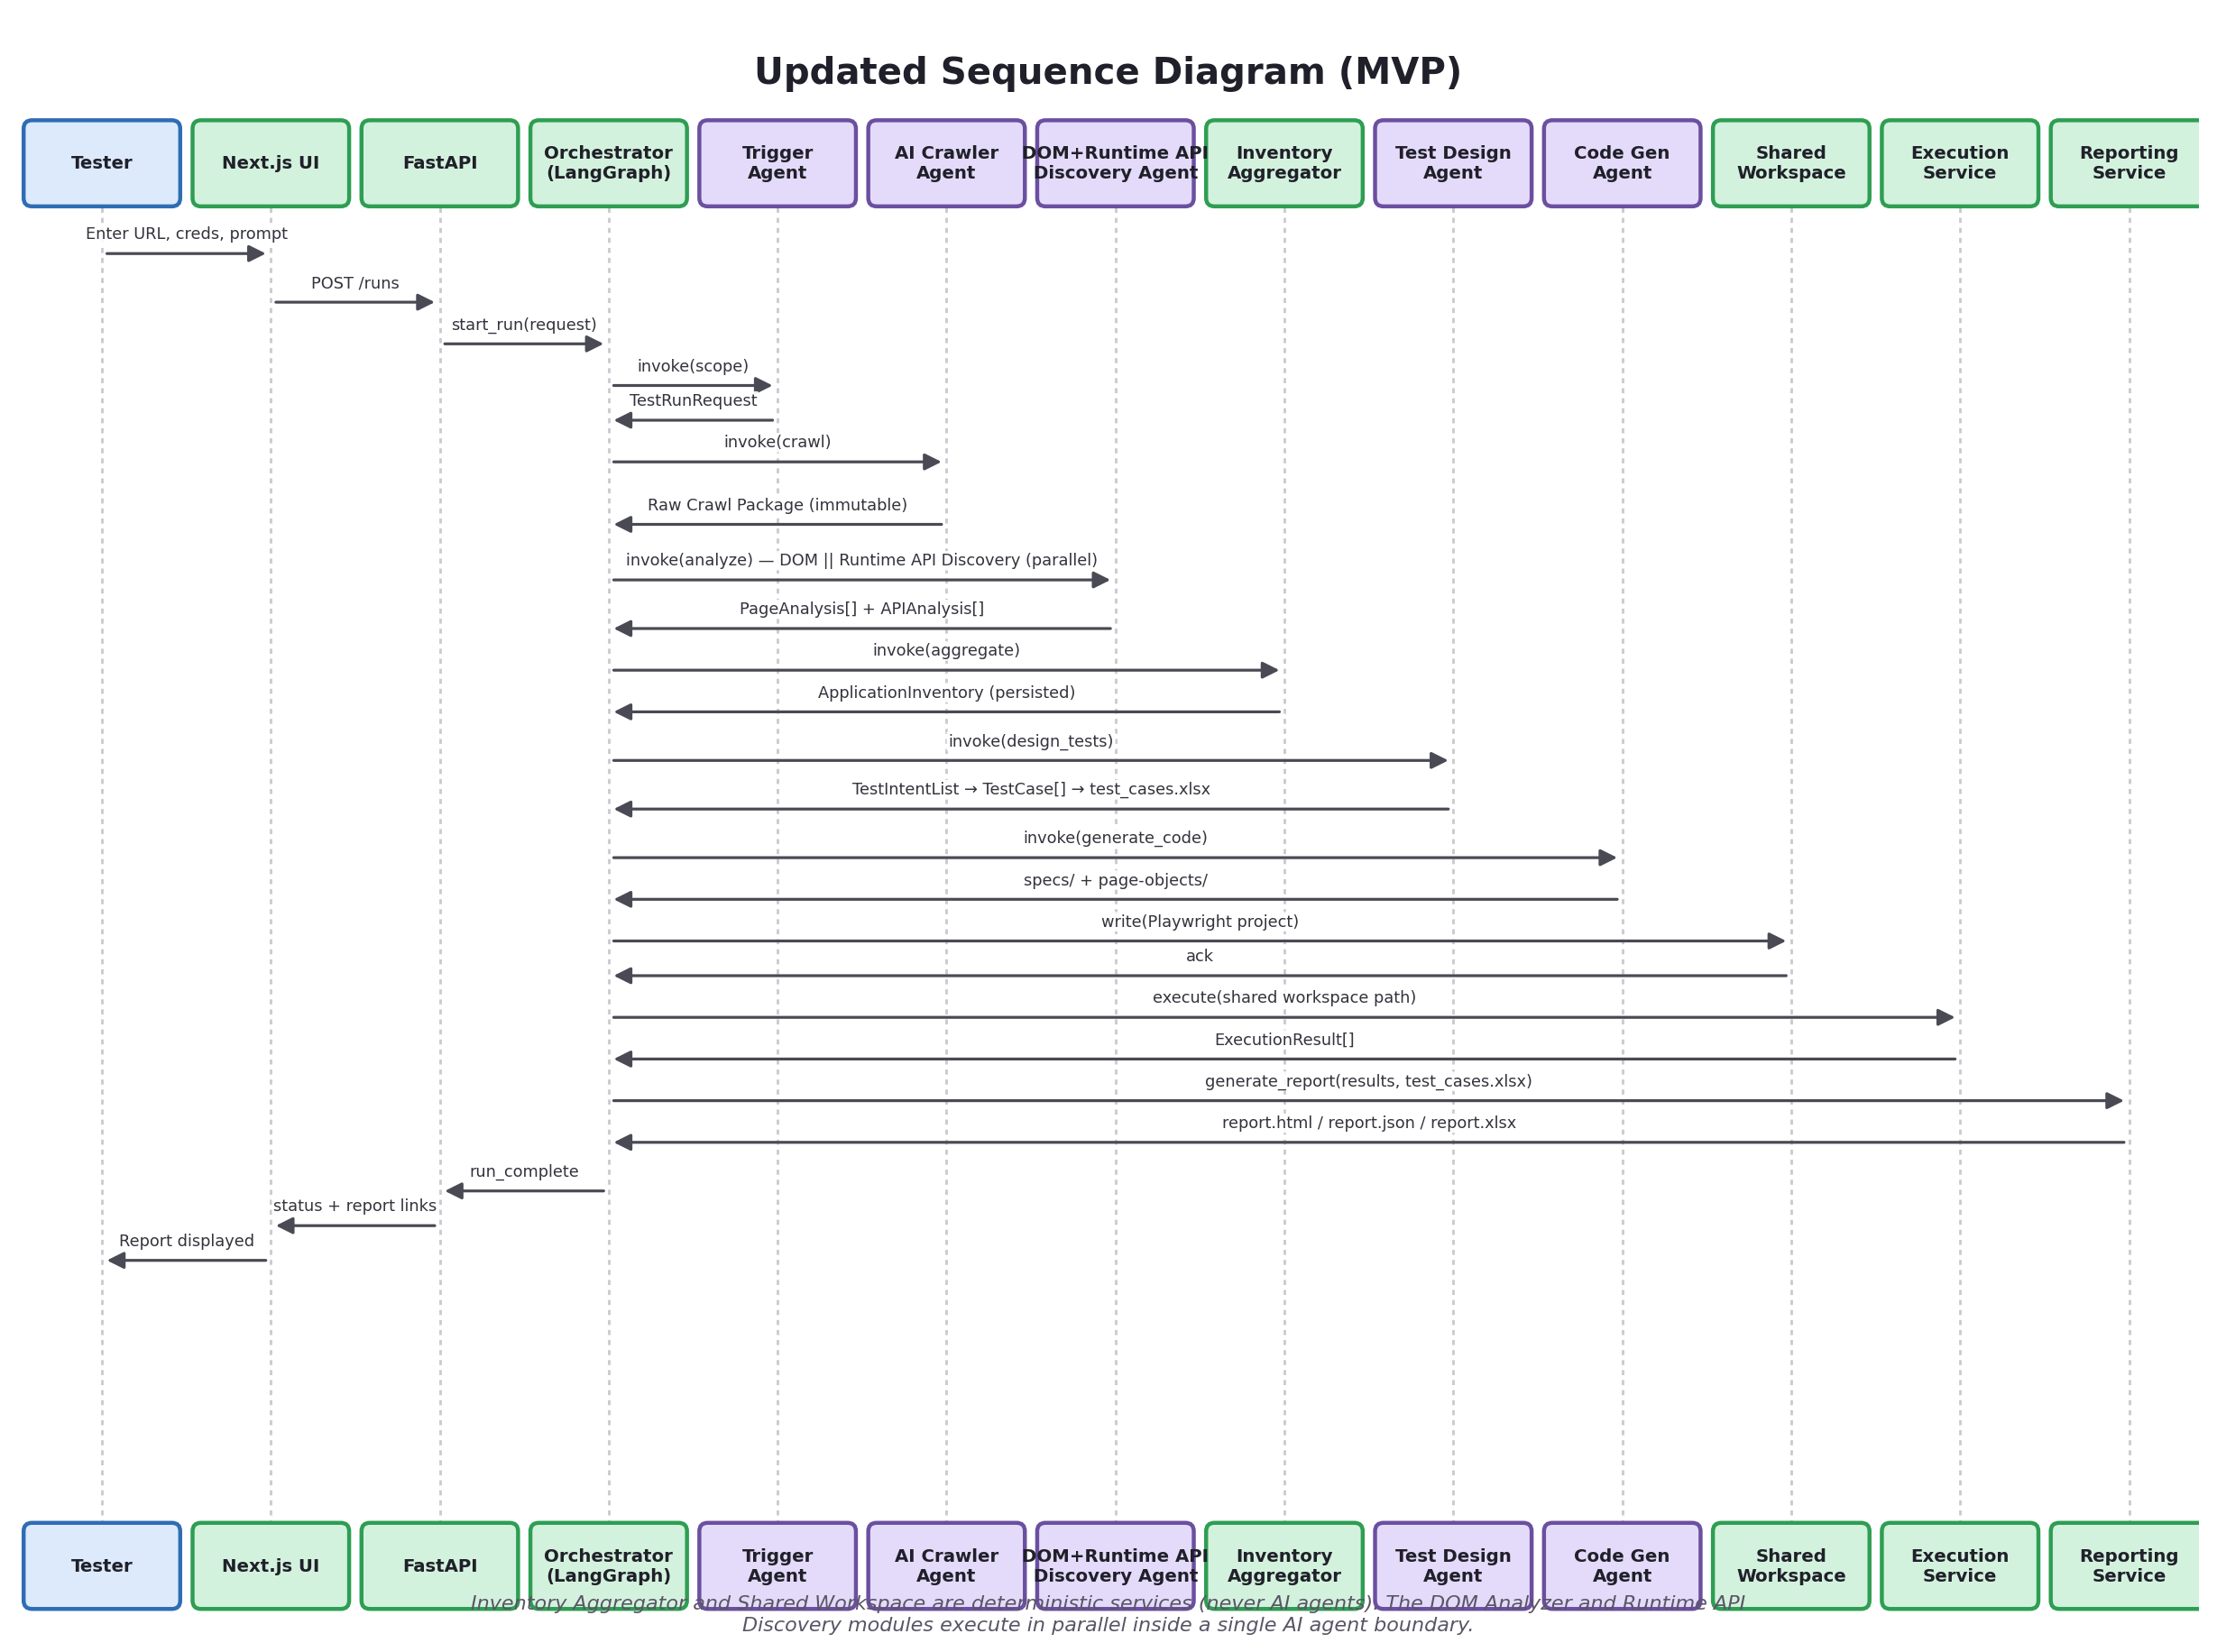 Updated Sequence Diagram (MVP)
Tester
Next.js UI
FastAPI
Orchestrator
(LangGraph)
Trigger
Agent
AI Crawler
Agent
DOM+Runtime API
Discovery Agent
Inventory
Aggregator
Test Design
Agent
Code Gen
Agent
Shared
Workspace
Execution
Service
Reporting
Service
Enter URL, creds, prompt
POST /runs
start_run(request)
invoke(scope)
TestRunRequest
invoke(crawl)
Raw Crawl Package (immutable)
invoke(analyze) — DOM || Runtime API Discovery (parallel)
PageAnalysis[] + APIAnalysis[]
invoke(aggregate)
ApplicationInventory (persisted)
invoke(design_tests)
TestIntentList → TestCase[] → test_cases.xlsx
invoke(generate_code)
specs/ + page-objects/
write(Playwright project)
ack
execute(shared workspace path)
ExecutionResult[]
generate_report(results, test_cases.xlsx)
report.html / report.json / report.xlsx
run_complete
status + report links
Report displayed
Tester
Next.js UI
FastAPI
Orchestrator
(LangGraph)
Trigger
Agent
AI Crawler
Agent
DOM+Runtime API
Discovery Agent
Inventory
Aggregator
Test Design
Agent
Code Gen
Agent
Shared
Workspace
Execution
Service
Reporting
Service
Inventory Aggregator and Shared Workspace are deterministic services (never AI agents). The DOM Analyzer and Runtime API
Discovery modules execute in parallel inside a single AI agent boundary.